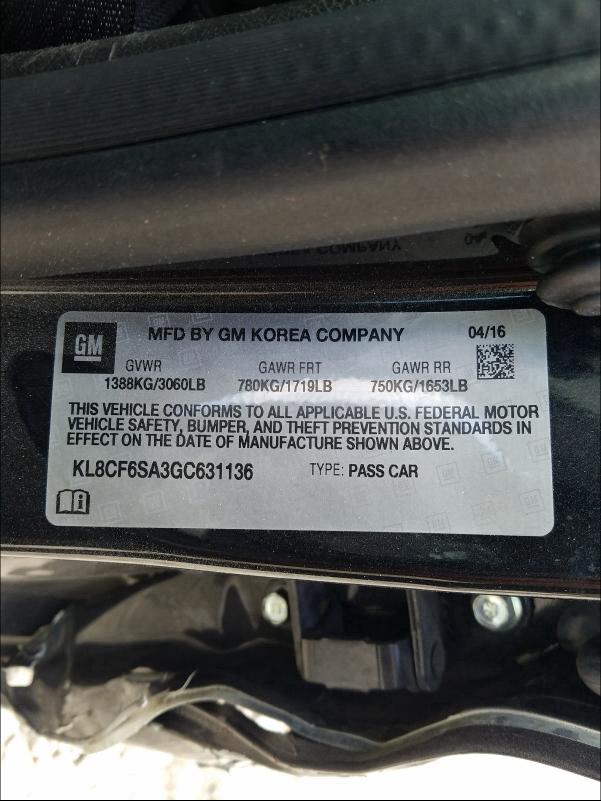 GM
MFD BY GM KOREA COMPANY
04/16
GVWR GAWR FRT GAWR RR
1388KG/3060LB 780KG/1719LB 750KG/1653LB
THIS VEHICLE CONFORMS TO ALL APPLICABLE U.S. FEDERAL MOTOR
VEHICLE SAFETY, BUMPER, AND THEFT PREVENTION STANDARDS IN
EFFECT ON THE DATE OF MANUFACTURE SHOWN ABOVE.
KL8CF6SA3GC631136 TYPE: PASS CAR